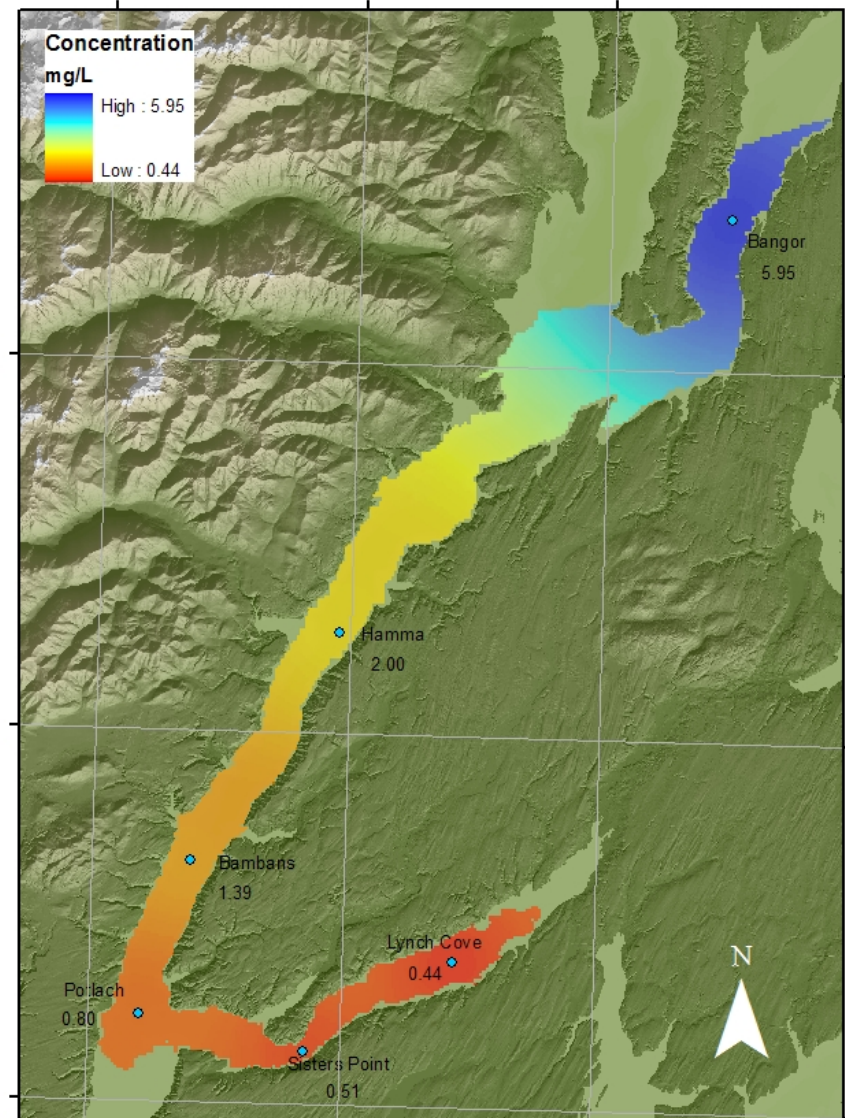 Concentration
mg/L
High : 5.95
Low : 0.44
Bangor
5.95
Hamma
2.00
Bambans
1.39
Lynch Cove
0.44
Potlach
0.80
Sisters Point
0.51
N